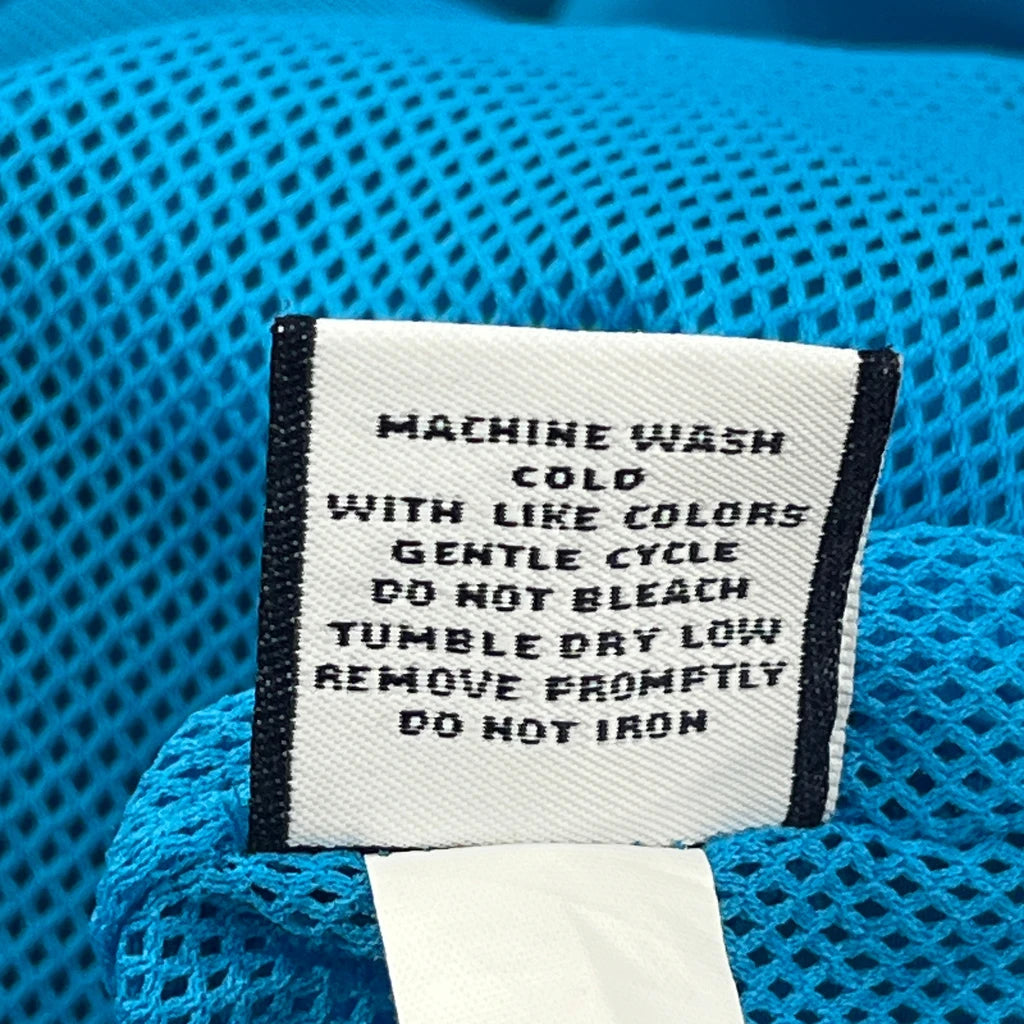 MACHINE WASH
COLD
WITH LIKE COLORS
GENTLE CYCLE
DO NOT BLEACH
TUMBLE DRY LOW
REMOVE PROMPTLY
DO NOT IRON